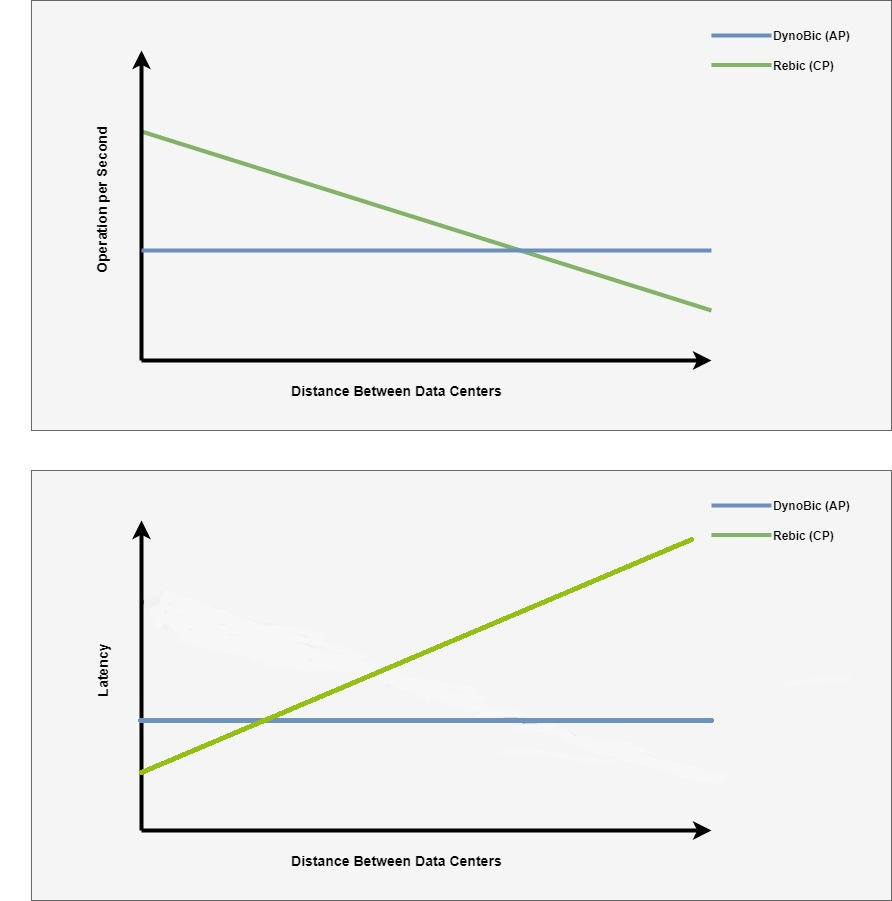 DynoBic (AP)
Rebic (CP)
Operation per Second
Distance Between Data Centers
DynoBic (AP)
Rebic (CP)
Latency
Distance Between Data Centers